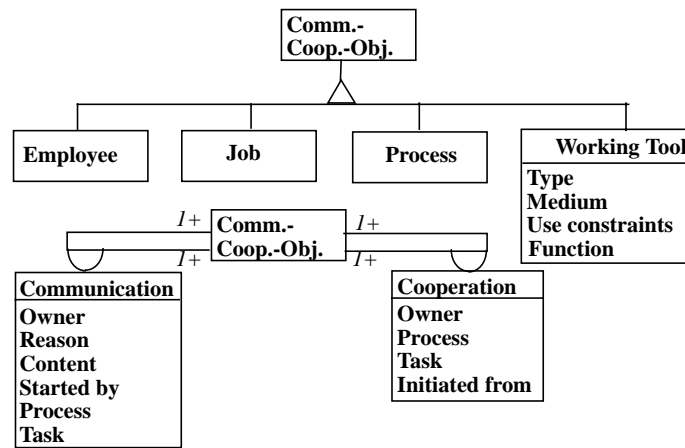 Comm.-
Coop.-Obj.
Employee
Job
Process
Working Tool
Type
Medium
Use constraints
Function
1+
1+
Comm.-
Coop.-Obj.
1+
1+
Communication
Owner
Reason
Content
Started by
Process
Task
Cooperation
Owner
Process
Task
Initiated from